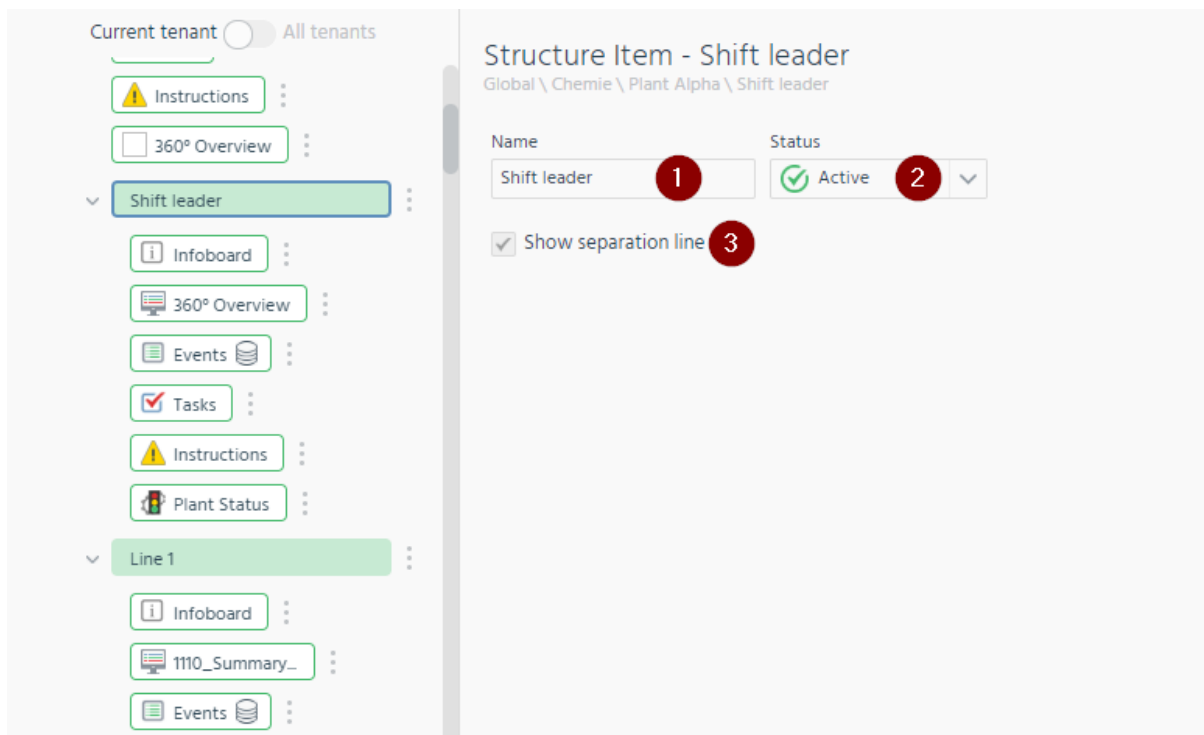 Current tenant All tenants
Instructions
360° Overview
Shift leader
Infoboard
360° Overview
Events
Tasks
Instructions
Plant Status
Line 1
Infoboard
1110_Summary_
Events
Structure Item - Shift leader
Global \ Chemie \ Plant Alpha \ Shift leader
Name Status
Shift leader 1 Active 2
Show separation line 3